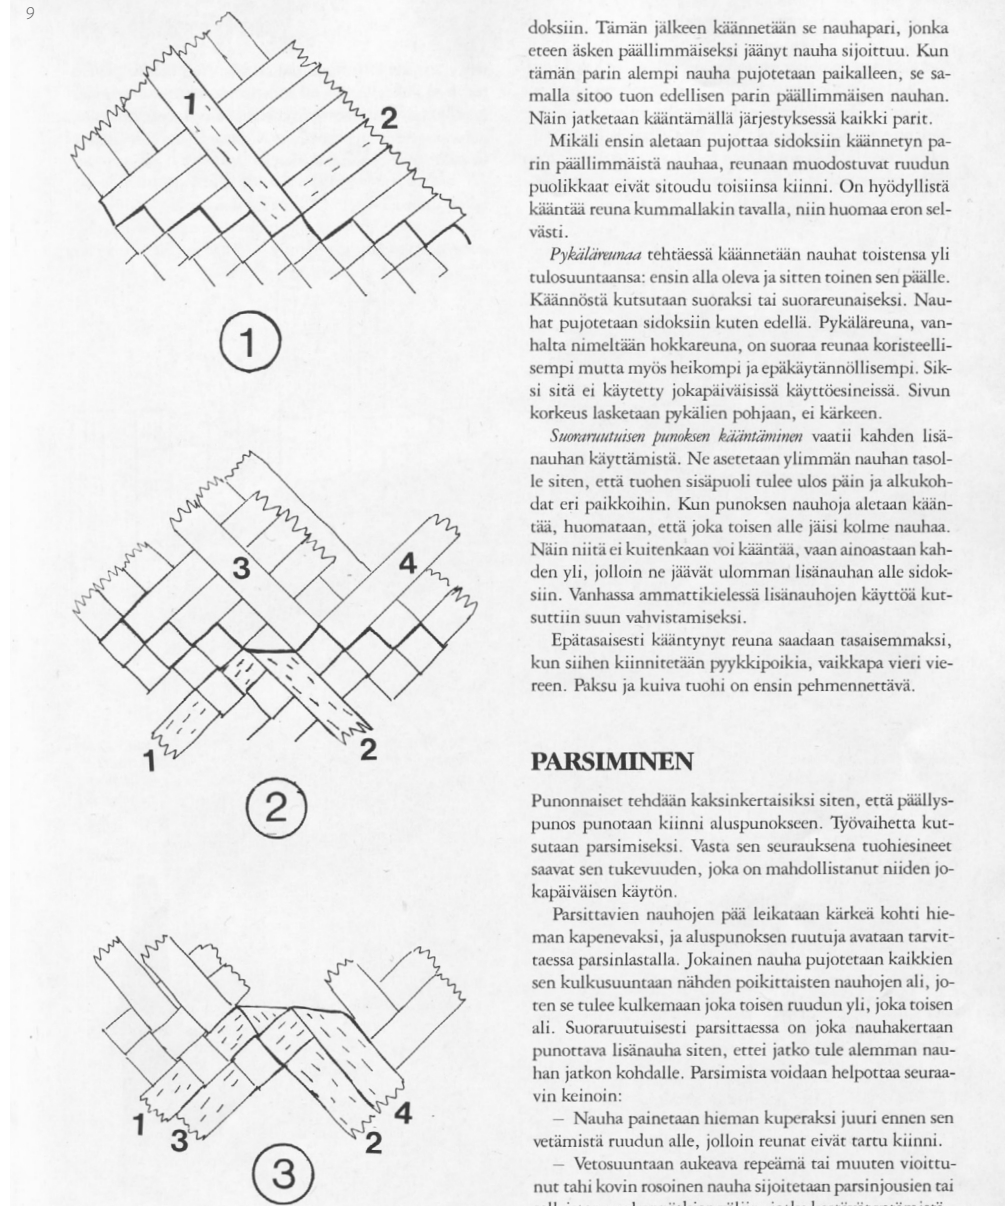 9
doksiin. Tämän jälkeen käännetään se nauhapari, jonka
eteen äsken päällimmäiseksi jäänyt nauha sijoittuu. Kun
tämän parin alempi nauha pujotetaan paikalleen, se sa-
malla sitoo tuon edellisen parin päällimmäisen nauhan.
Näin jatketaan kääntämällä järjestyksessä kaikki parit.
Mikäli ensin aletaan pujottaa sidoksiin käännetyn pa-
rin päällimmäistä nauhaa, reunaan muodostuvat ruudun
puolikkaat eivät sitoudu toisiinsa kiinni. On hyödyllistä
kääntää reuna kummallakin tavalla, niin huomaa eron sel-
västi.
Pykäläreunaa tehtäessä käännetään nauhat toistensa yli
tulosuuntaansa: ensin alla oleva ja sitten toinen sen päälle.
Käännöstä kutsutaan suoraksi tai suorareunaiseksi. Nau-
hat pujotetaan sidoksiin kuten edellä. Pykäläreuna, van-
halta nimeltään hokkareuna, on suoraa reunaa koristeelli-
sempi mutta myös heikompi ja epäkäytännöllisempi. Sik-
si sitä ei käytetty jokapäiväisissä käyttöesineissä. Sivun
korkeus lasketaan pykälien pohjaan, ei kärkeen.
Suoraruutuisen punoksen kääntäminen vaatii kahden lisä-
nauhan käyttämistä. Ne asetetaan ylimmän nauhan tasol-
le siten, että tuohen sisäpuoli tulee ulos päin ja alkukoh-
dat eri paikkoihin. Kun punoksen nauhoja aletaan kään-
tää, huomataan, että joka toisen alle jäisi kolme nauhaa.
Näin niitä ei kuitenkaan voi kääntää, vaan ainoastaan kah-
den yli, jolloin ne jäävät ulomman lisänauhan alle sidok-
siin. Vanhassa ammattikielessä lisänauhojen käyttöä kut-
suttiin suun vahvistamiseksi.
Epätasaisesti kääntynyt reuna saadaan tasaisemmaksi,
kun siihen kiinnitetään pyykkipoikia, vaikkapa vieri vie-
reen. Paksu ja kuiva tuohi on ensin pehmennettävä.
PARSIMINEN
Punonnaiset tehdään kaksinkertaisiksi siten, että päällys-
punos punotaan kiinni aluspunokseen. Työvaihetta kut-
sutaan parsimiseksi. Vasta sen seurauksena tuohiesineet
saavat sen tukevuuden, joka on mahdollistanut niiden jo-
kapäiväisen käytön.
Parsittavien nauhojen pää leikataan kärkeä kohti hie-
man kapenevaksi, ja aluspunoksen ruutuja avataan tarvit-
taessa parsinlastalla. Jokainen nauha pujotetaan kaikkien
sen kulkusuuntaan nähden poikittaisten nauhojen ali, jo-
ten se tulee kulkemaan joka toisen ruudun yli, joka toisen
ali. Suoraruutuisesti parsittaessa on joka nauhakertaan
punottava lisänauha siten, ettei jatko tule alemman nau-
han jatkon kohdalle. Parsimista voidaan helpottaa seuraa-
vin keinoin:
— Nauha painetaan hieman kuperaksi juuri ennen sen
vetämistä ruudun alle, jolloin reunat eivät tartu kiinni.
— Vetosuuntaan aukeava repeämä tai muuten vioittu-
nut tahi kovin rosoinen nauha sijoitetaan parsinjousien tai
1
2
1
3
4
1
2
2
1
3
2
4
3